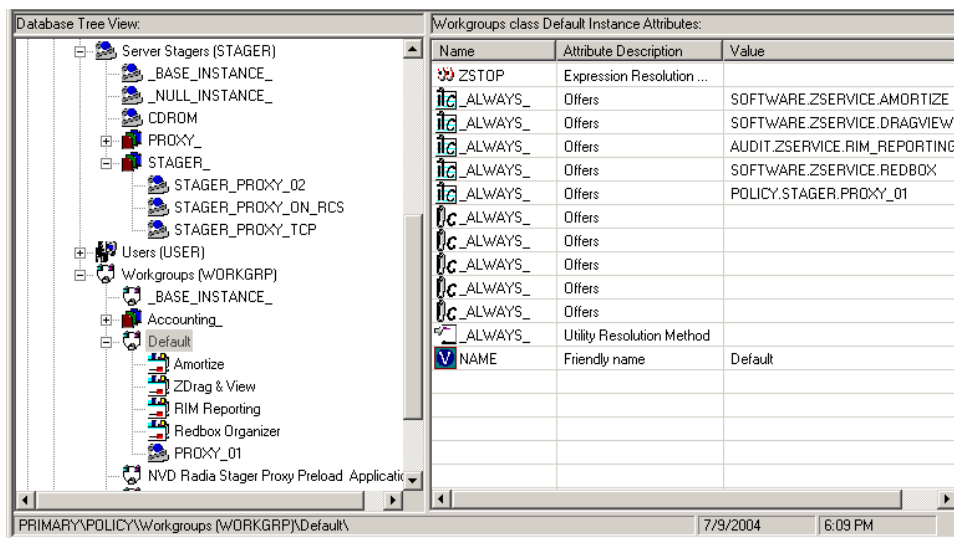 Database Tree View:
Server Stagers (STAGER)
_BASE_INSTANCE_
_NULL_INSTANCE_
CDROM
PROXY_
STAGER_
STAGER_PROXY_02
STAGER_PROXY_ON_RCS
STAGER_PROXY_TCP
Users (USER)
Workgroups (WORKGRP)
_BASE_INSTANCE_
Accounting_
Default
Amortize
ZDrag & View
RIM Reporting
Redbox Organizer
PROXY_01
NVD Radia Stager Proxy Preload Applicatic
Workgroups class Default Instance Attributes:
Name Attribute Description Value
ZSTOP Expression Resolution ...
_ALWAYS_ Offers SOFTWARE.ZSERVICE.AMORTIZE
_ALWAYS_ Offers SOFTWARE.ZSERVICE.DRAGVIEW
_ALWAYS_ Offers AUDIT.ZSERVICE.RIM_REPORTING
_ALWAYS_ Offers SOFTWARE.ZSERVICE.REDBOX
_ALWAYS_ Offers POLICY.STAGER.PROXY_01
_ALWAYS_ Offers
_ALWAYS_ Offers
_ALWAYS_ Offers
_ALWAYS_ Offers
_ALWAYS_ Offers
_ALWAYS_ Utility Resolution Method
V NAME Friendly name Default
PRIMARY\POLICY\Workgroups (WORKGRP)\Default\ 7/9/2004 6:09 PM